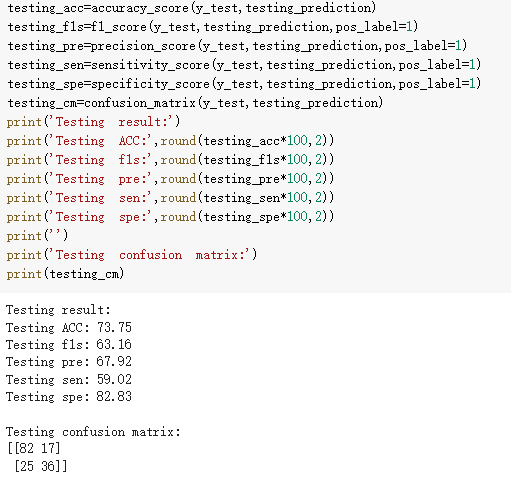 testing_acc=accuracy_score(y_test,testing_prediction)
testing_f1s=f1_score(y_test,testing_prediction,pos_label=1)
testing_pre=precision_score(y_test,testing_prediction,pos_label=1)
testing_sen=sensitivity_score(y_test,testing_prediction,pos_label=1)
testing_spe=specificity_score(y_test,testing_prediction,pos_label=1)
testing_cm=confusion_matrix(y_test,testing_prediction)
print('Testing  result:')
print('Testing  ACC:',round(testing_acc*100,2))
print('Testing  f1s:',round(testing_f1s*100,2))
print('Testing  pre:',round(testing_pre*100,2))
print('Testing  sen:',round(testing_sen*100,2))
print('Testing  spe:',round(testing_spe*100,2))
print('')
print('Testing  confusion  matrix:')
print(testing_cm)
Testing result:
Testing ACC: 73.75
Testing f1s: 63.16
Testing pre: 67.92
Testing sen: 59.02
Testing spe: 82.83
Testing confusion matrix:
[[82 17]
 [25 36]]